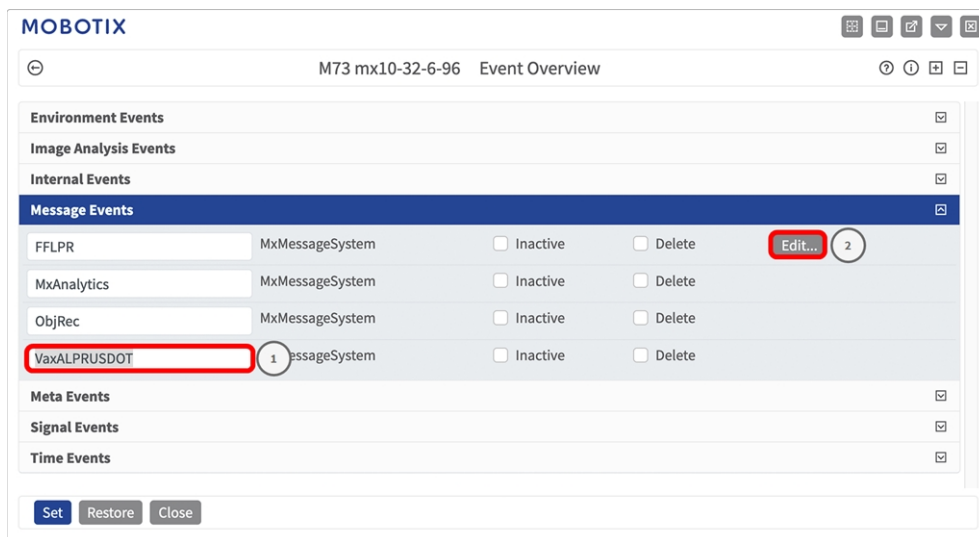 MOBOTIX
M73 mx10-32-6-96 Event Overview
Environment Events
Image Analysis Events
Internal Events
Message Events
FFLPR MxMessageSystem Inactive Delete Edit... 2
MxAnalytics MxMessageSystem Inactive Delete
ObjRec MxMessageSystem Inactive Delete
VaxALPRUSDOT 1 essageSystem Inactive Delete
Meta Events
Signal Events
Time Events
Set Restore Close